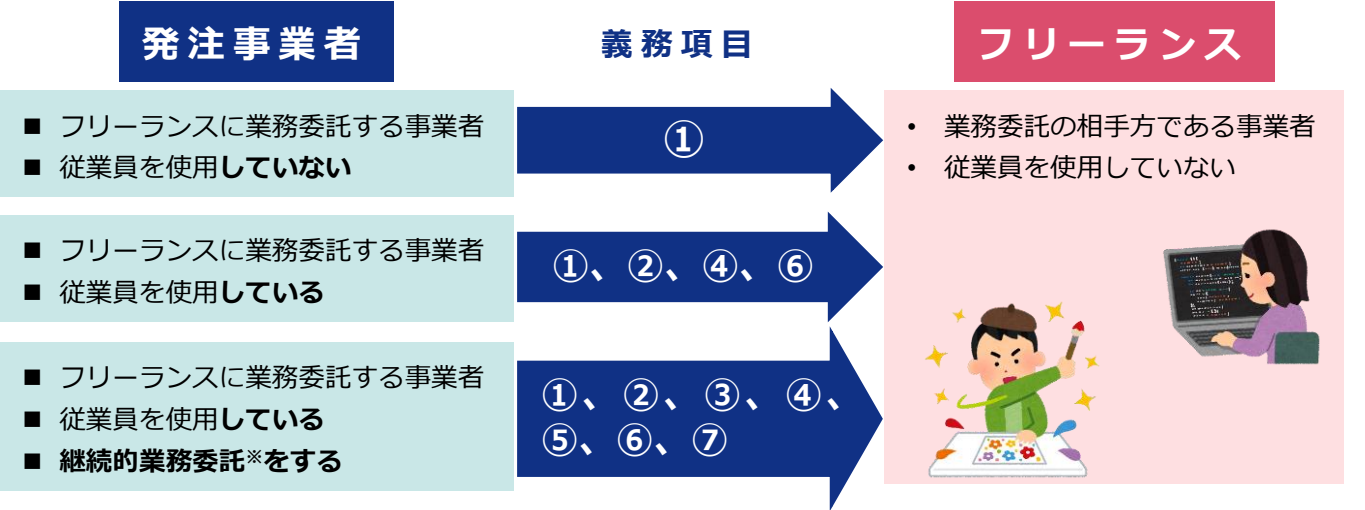 発注事業者
義務項目
フリーランス
■ フリーランスに業務委託する事業者
■ 従業員を使用していない
①
• 業務委託の相手方である事業者
• 従業員を使用していない
■ フリーランスに業務委託する事業者
■ 従業員を使用している
①、②、④、⑥
■ フリーランスに業務委託する事業者
■ 従業員を使用している
■ 継続的業務委託※をする
①、②、③、④、
⑤、⑥、⑦